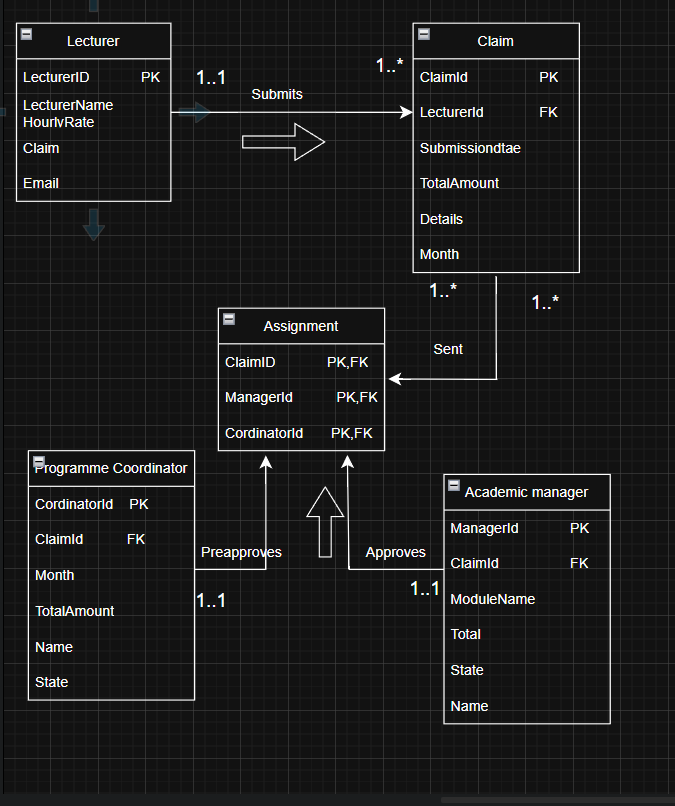 Lecturer
LecturerID PK
LecturerName
HourlvRate
Claim
Email
1..1
Submits
1..*
Claim
ClaimId PK
LecturerId FK
Submissiondtae
TotalAmount
Details
Month
1..*
1..*
Sent
Assignment
ClaimID PK,FK
ManagerId PK,FK
CordinatorId PK,FK
Programme Coordinator
CordinatorId PK
ClaimId FK
Month
TotalAmount
Name
State
Preapproves
1..1
Approves
1..1
Academic manager
ManagerId PK
ClaimId FK
ModuleName
Total
State
Name